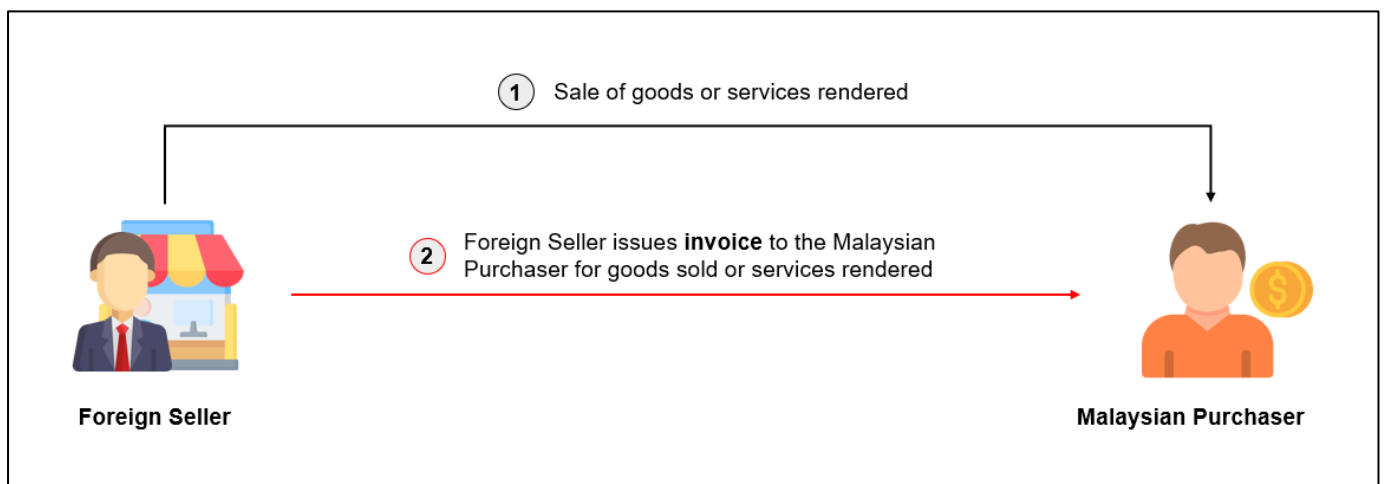 1 Sale of goods or services rendered
2 Foreign Seller issues invoice to the Malaysian
Purchaser for goods sold or services rendered
$
Foreign Seller
Malaysian Purchaser